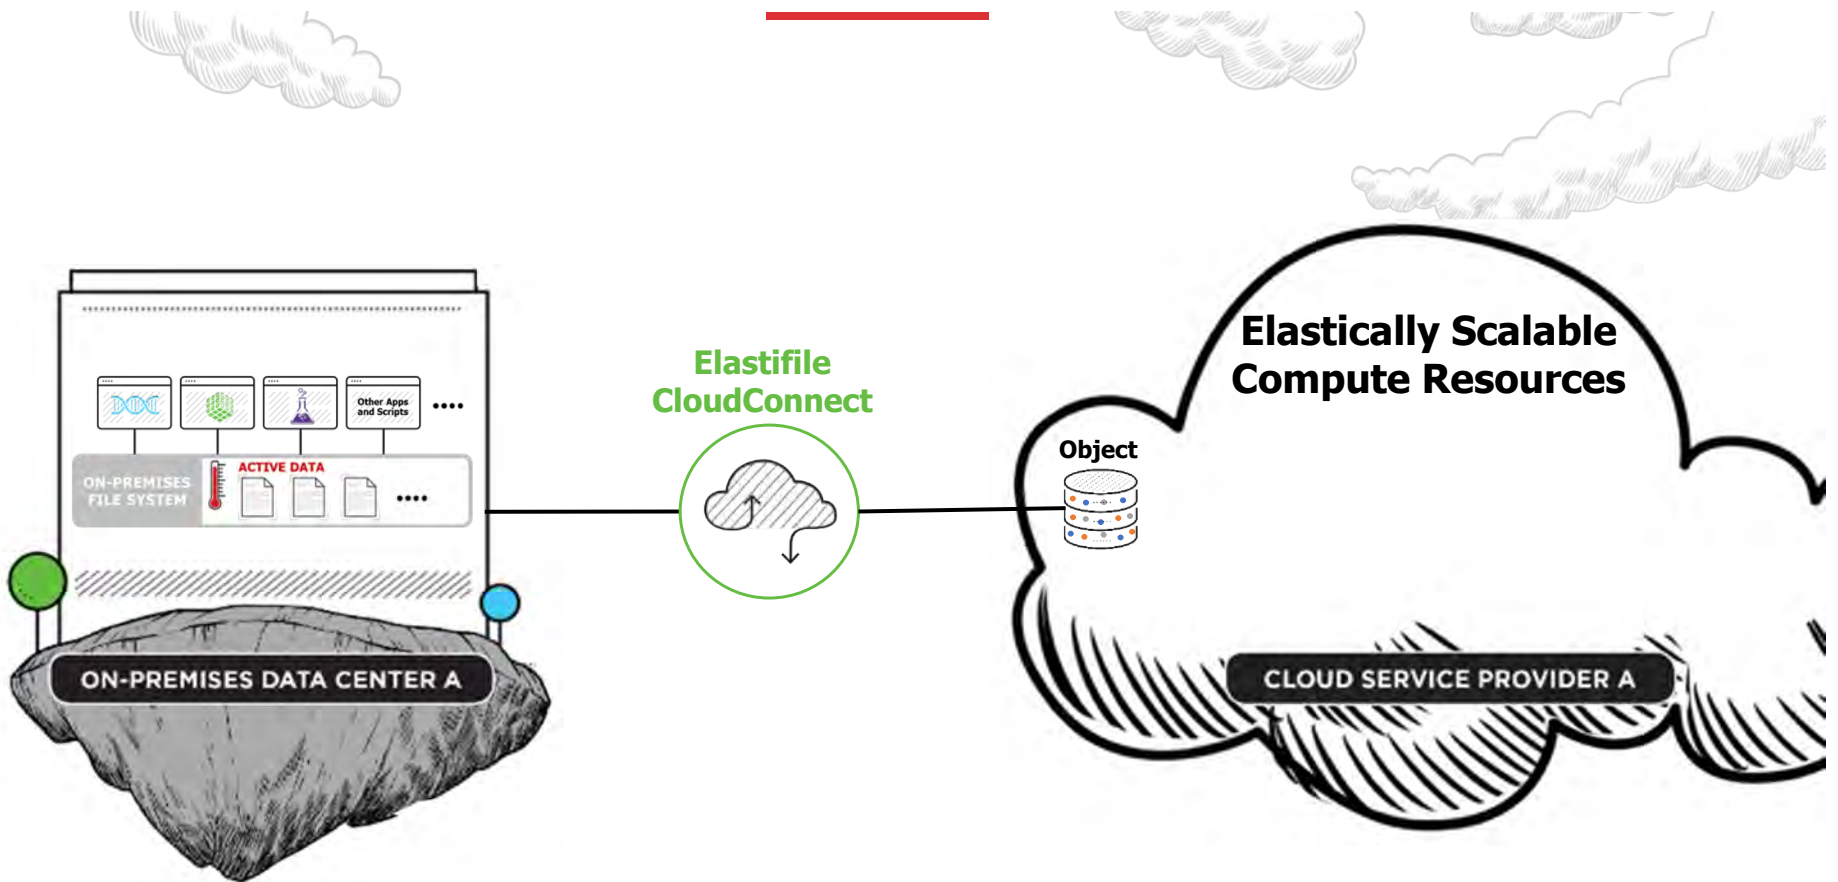 Elastically Scalable
Compute Resources
Elastifile
CloudConnect
Other Apps
and Scripts
Object
ACTIVE DATA
ON-PREMISES
FILE SYSTEM
ON-PREMISES DATA CENTER A
CLOUD SERVICE PROVIDER A